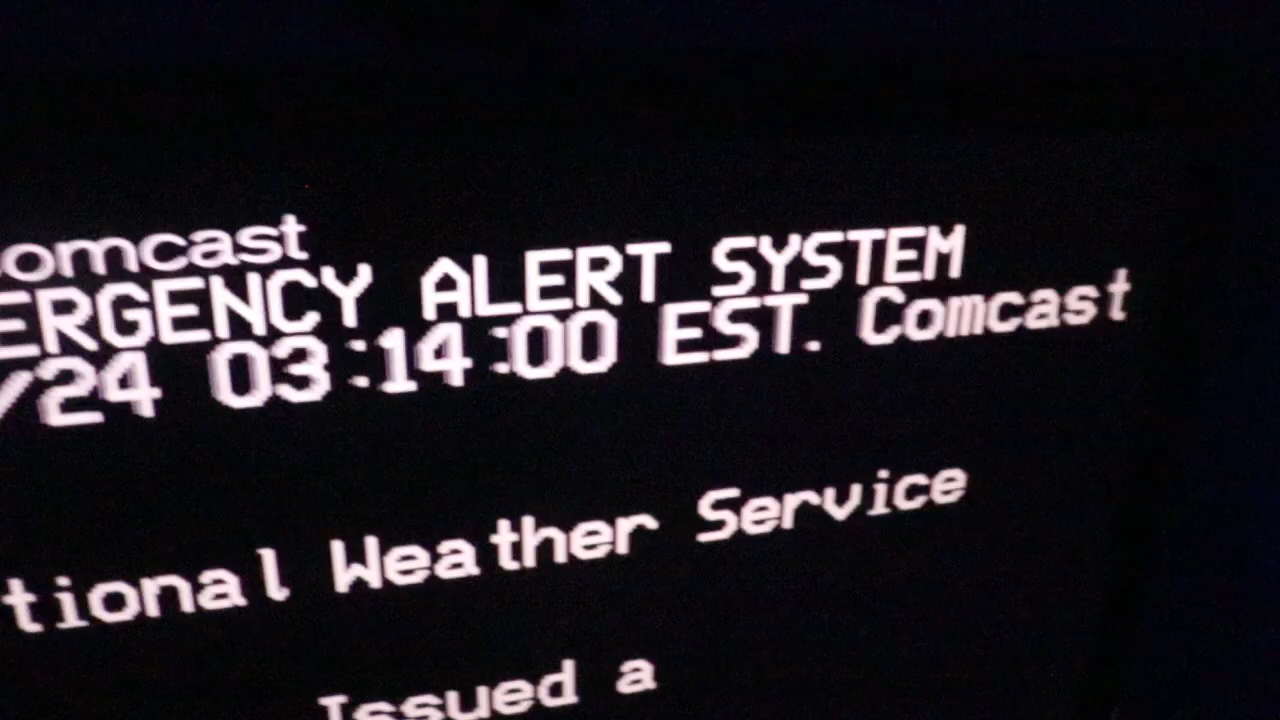 omcast
ERGENCY ALERT SYSTEM
/24 03:14:00 EST. Comcast
tional Weather Service
Issued a